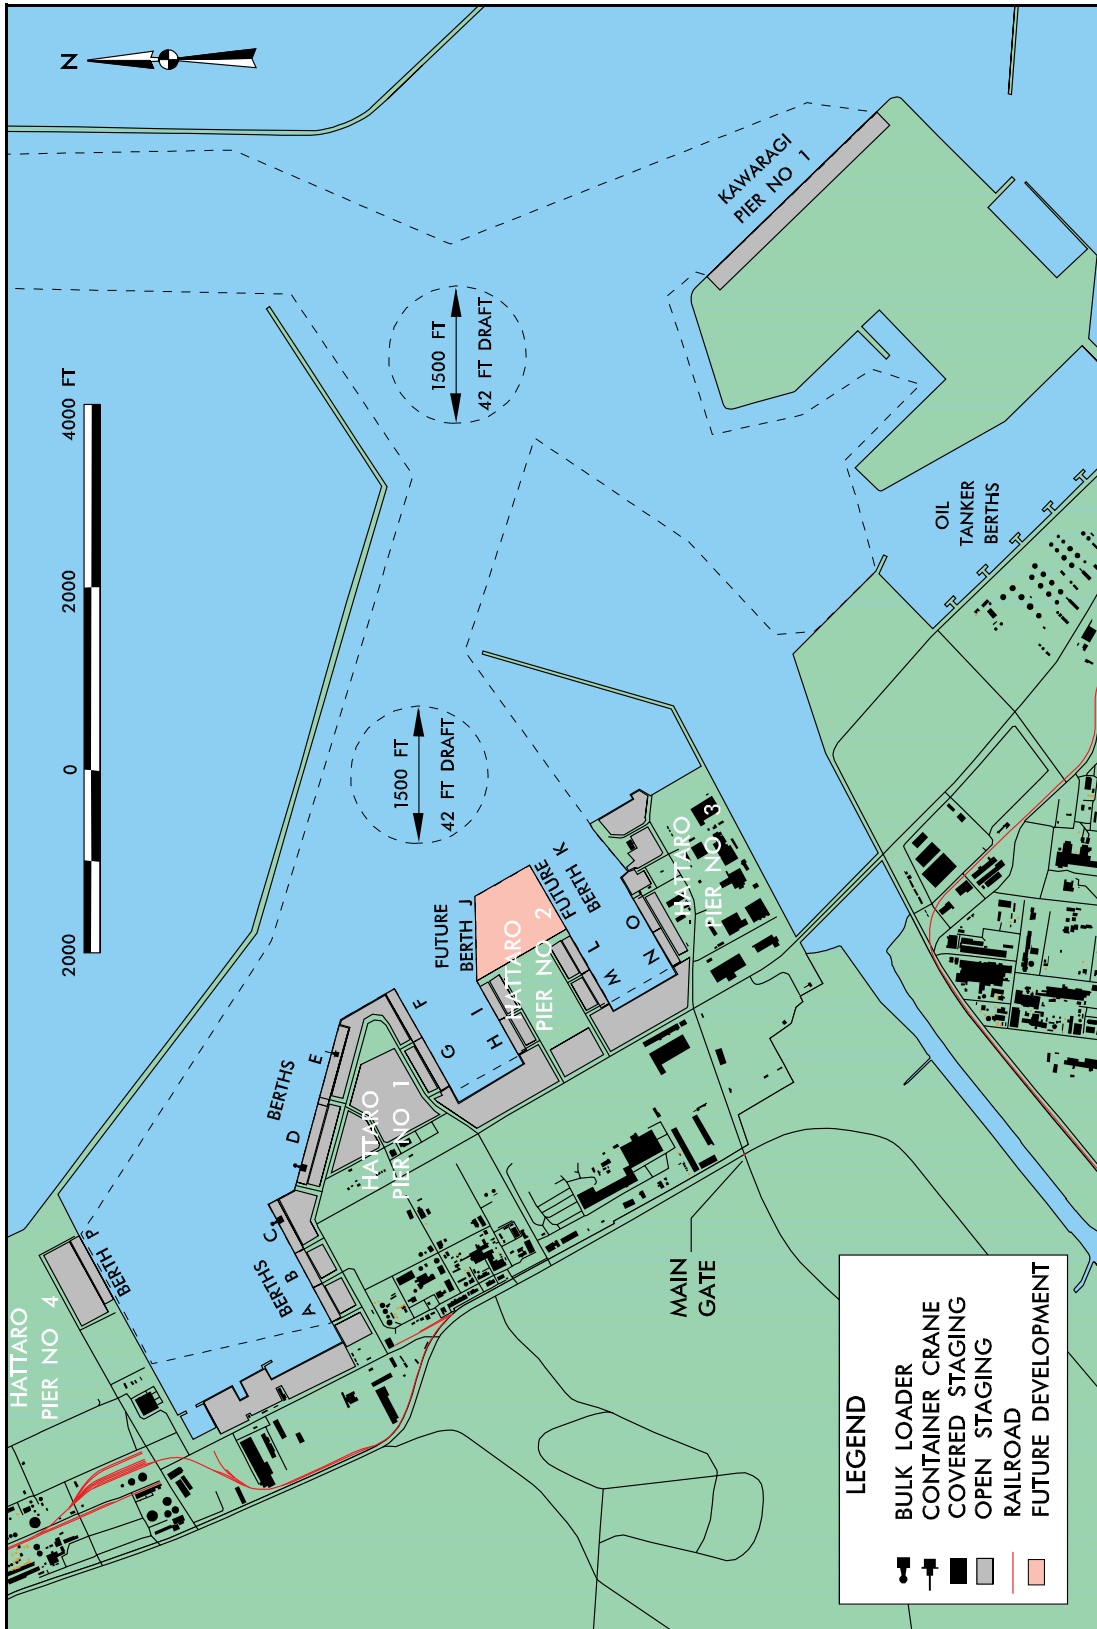 N
2000
0
2000
4000 FT
HATTARO
PIER NO 4
BERTH P
BERTHS
A B C
BERTHS
D E
HATTARO
PIER NO 1
F
G
H I
FUTURE
BERTH J
HATTARO
PIER NO 2
FUTURE
BERTH K
M L
N O
HATTARO
PIER NO 3
1500 FT
42 FT DRAFT
1500 FT
42 FT DRAFT
KAWARAGI
PIER NO 1
OIL
TANKER
BERTHS
MAIN
GATE
LEGEND
BULK LOADER
CONTAINER CRANE
COVERED STAGING
OPEN STAGING
RAILROAD
FUTURE DEVELOPMENT